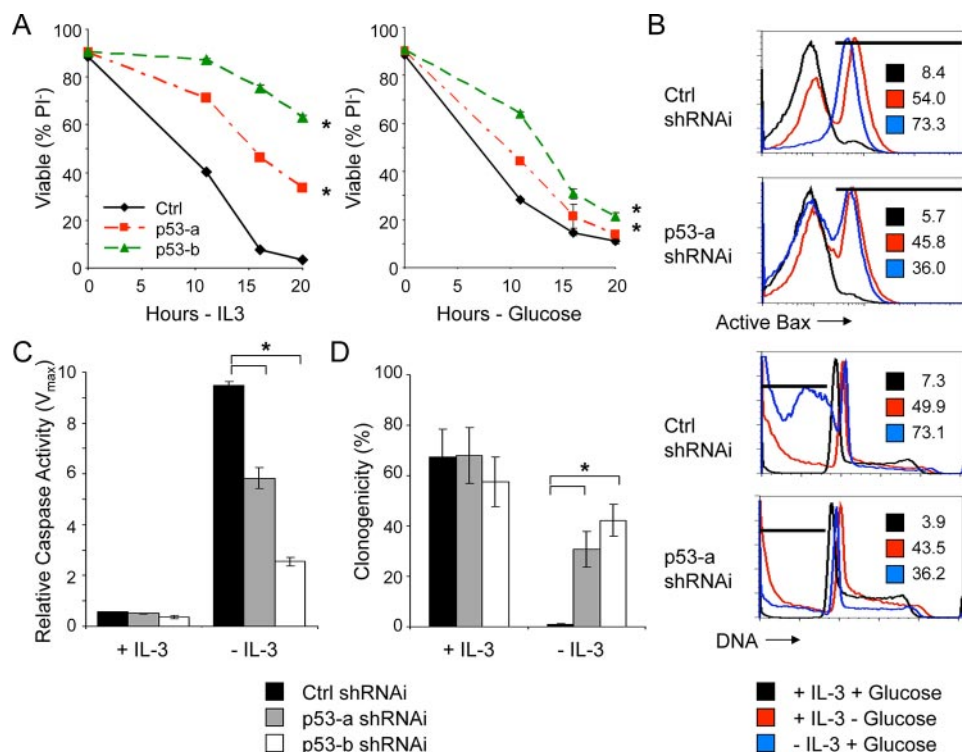 A
Viable (% PI-)
100
80
60
40
20
0
Ctrl
p53-a
p53-b
*
*
0 5 10 15 20
Hours - IL3
Viable (% PI-)
100
80
60
40
20
0
*
*
0 5 10 15 20
Hours - Glucose
B
Ctrl
shRNAi
8.4
54.0
73.3
p53-a
shRNAi
5.7
45.8
36.0
Active Bax
Ctrl
shRNAi
7.3
49.9
73.1
p53-a
shRNAi
3.9
43.5
36.2
DNA
+ IL-3 + Glucose
+ IL-3 - Glucose
- IL-3 + Glucose
C
Relative Caspase Activity (Vmax)
10
8
6
4
2
0
*
+ IL-3 - IL-3
D
Clonogenicity (%)
100
80
60
40
20
0
*
+ IL-3 - IL-3
Ctrl shRNAi
p53-a shRNAi
p53-b shRNAi